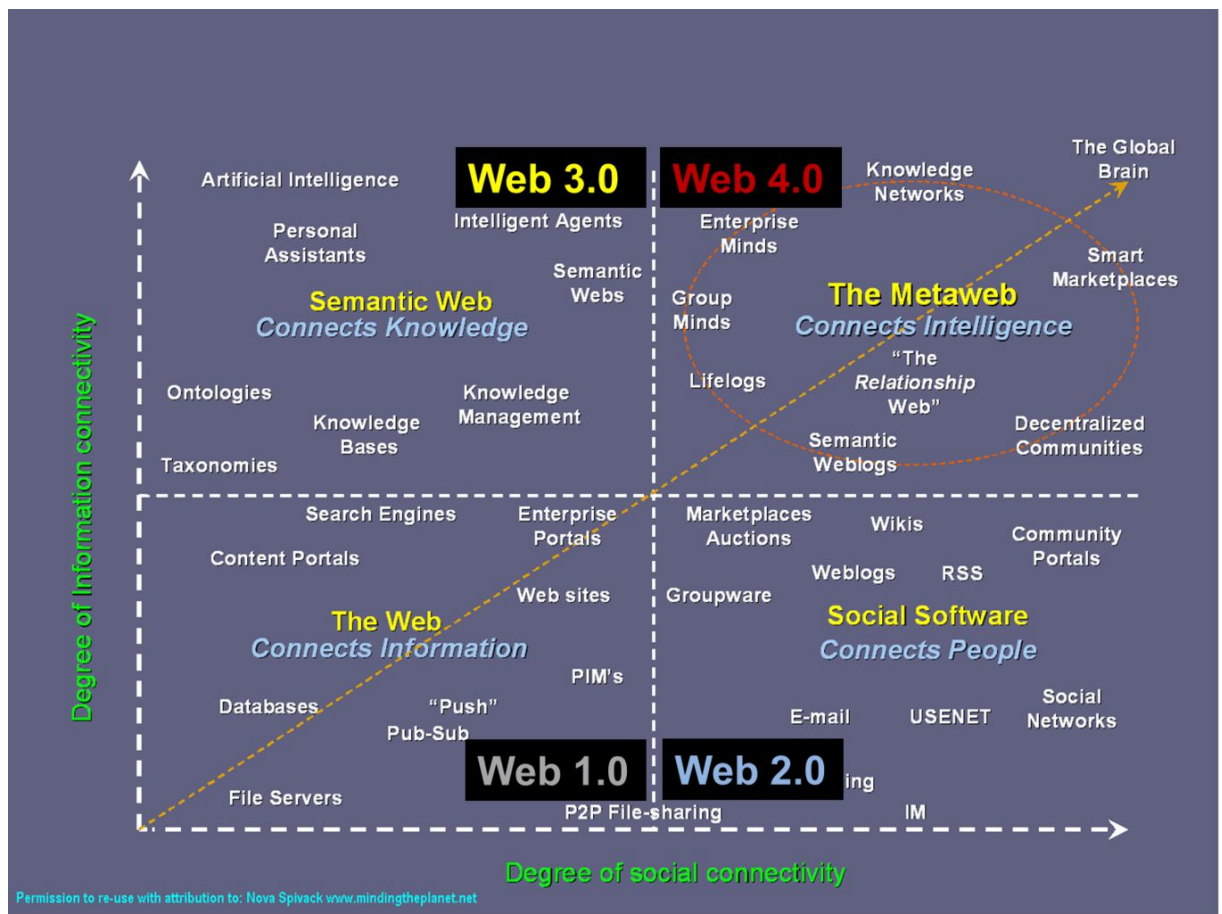 The Global
Brain
Web 3.0
Web 4.0
Knowledge
Networks
Artificial Intelligence
Intelligent Agents
Enterprise
Minds
Personal
Assistants
Semantic
Webs
Smart
Marketplaces
Semantic Web
Connects Knowledge
Group
Minds
The Metaweb
Connects Intelligence
Lifelogs
"The
Relationship
Web"
Ontologies
Knowledge
Management
Knowledge
Bases
Decentralized
Communities
Semantic
Weblogs
Taxonomies
Degree of Information connectivity
Search Engines
Enterprise
Portals
Marketplaces
Auctions
Wikis
Community
Portals
Content Portals
Weblogs
RSS
Web sites
Groupware
The Web
Connects Information
Social Software
Connects People
PIM's
Databases
"Push"
Pub-Sub
E-mail
USENET
Social
Networks
Web 1.0
Web 2.0
ing
File Servers
P2P File-sharing
IM
Degree of social connectivity
Permission to re-use with attribution to: Nova Spivack www.mindingtheplanet.net